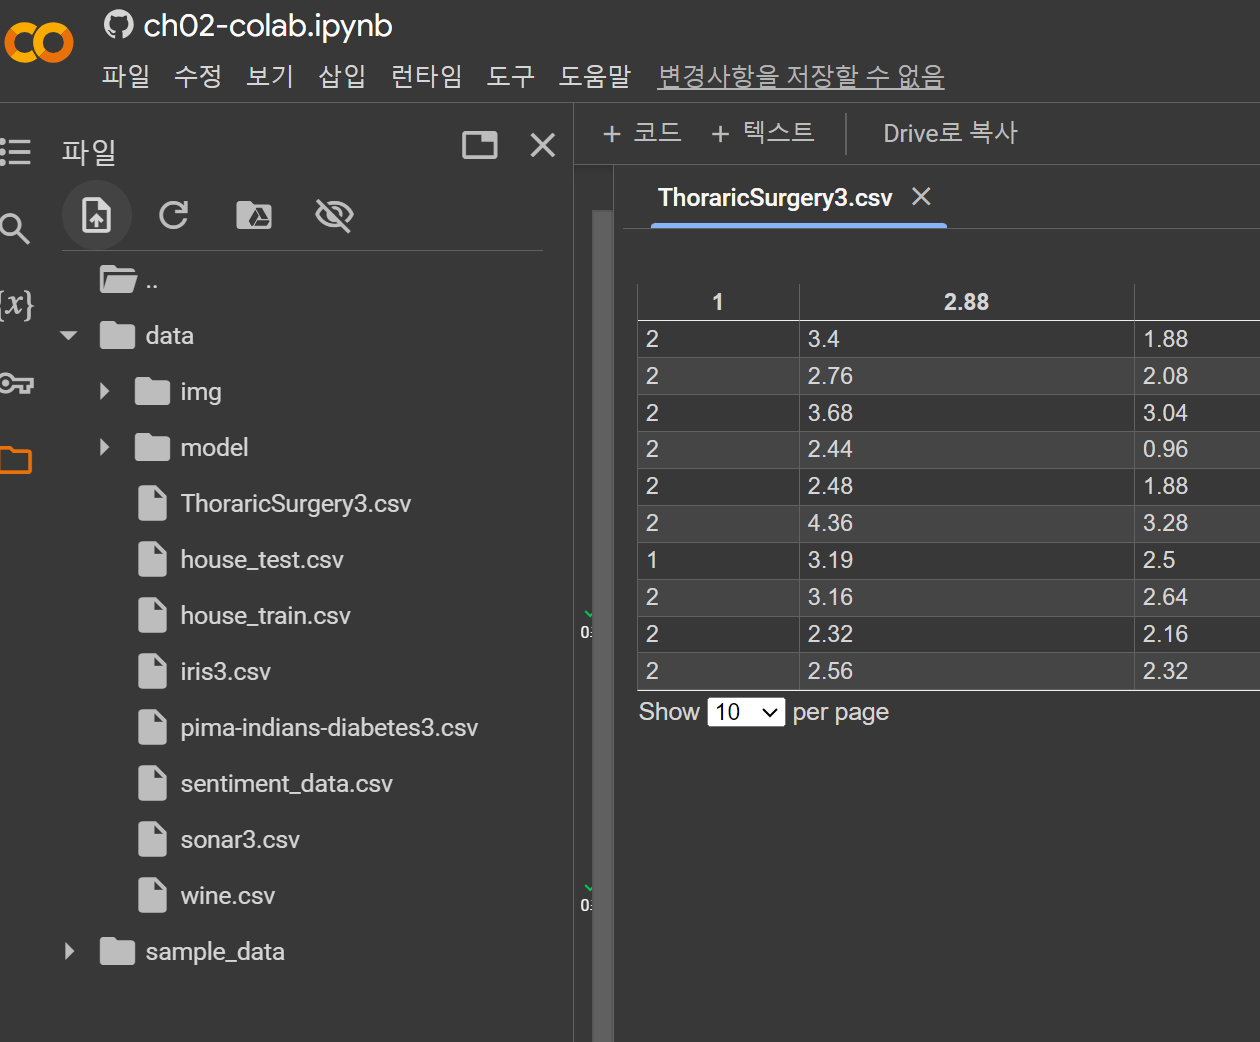 ch02-colab.ipynb
파일 수정 보기 삽입 런타임 도구 도움말 변경사항을 저장할 수 없음
파일
+ 코드 + 텍스트 Drive로 복사
{x}
..
data
img
model
ThoraricSurgery3.csv
house_test.csv
house_train.csv
iris3.csv
pima-indians-diabetes3.csv
sentiment_data.csv
sonar3.csv
wine.csv
sample_data
ThoraricSurgery3.csv
1 2.88
2 3.4 1.88
2 2.76 2.08
2 3.68 3.04
2 2.44 0.96
2 2.48 1.88
2 4.36 3.28
1 3.19 2.5
2 3.16 2.64
2 2.32 2.16
2 2.56 2.32
Show 10 per page